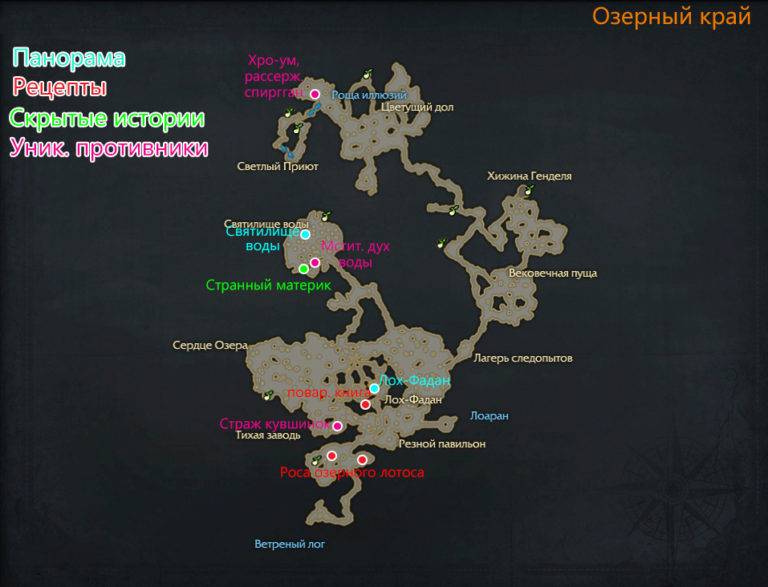 Озерный край
Панорама
Рецепты
Скрытые истории
Уник. противники
Хро-ум,
рассерж.
спиргган
Роща иллюзий
Цветущий дол
Светлый Приют
Хижина Генделя
Святилище воды
Святилище
воды
Мстит. дух
воды
Странный материк
Вековечная пуща
Сердце Озера
Лагерь следопытов
Лох-Фадан
повар. книга
Лох-Фадан
Страж кувшинок
Лоаран
Тихая заводь
Резной павильон
Роса озерного лотоса
Ветреный лог